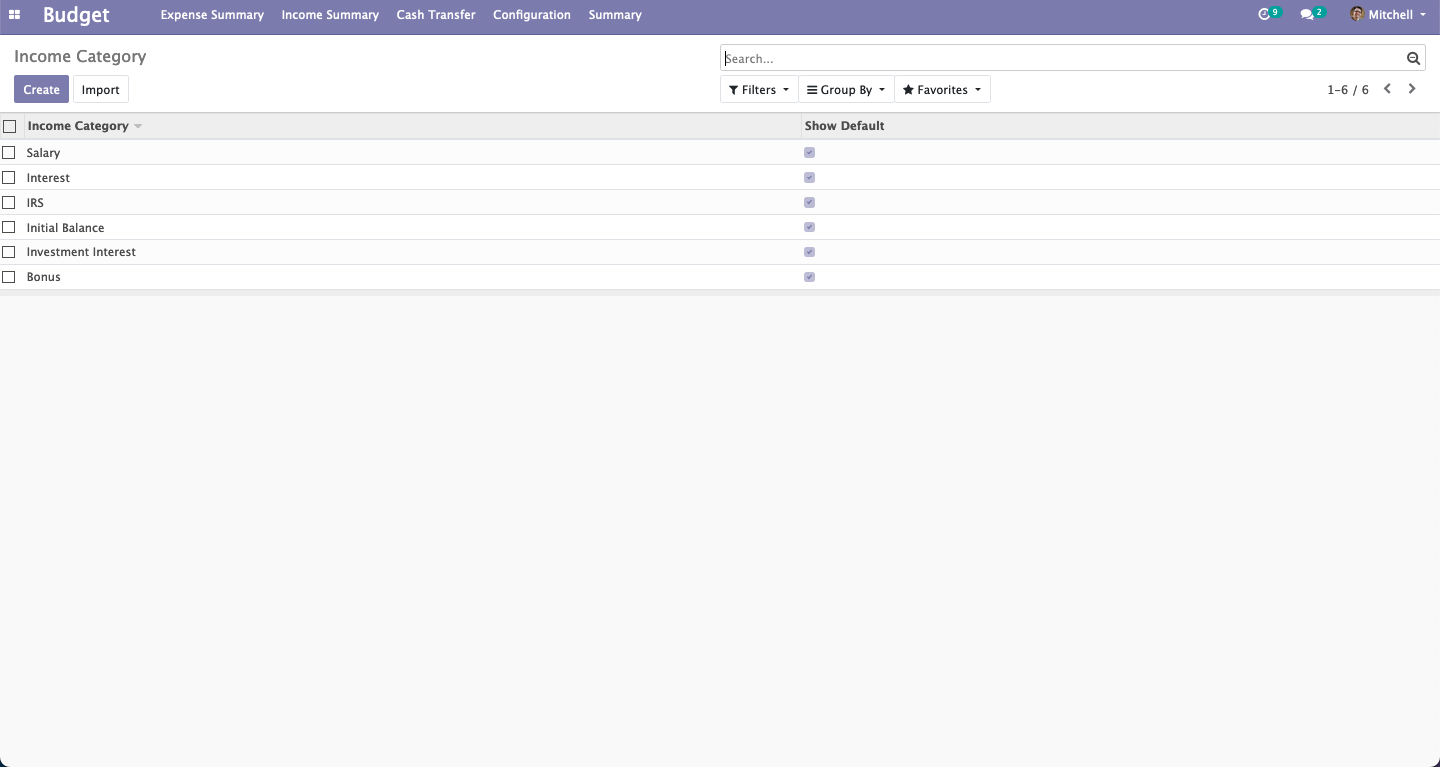 Budget Expense Summary Income Summary Cash Transfer Configuration Summary 9 2 Mitchell
Income Category
Search...
Create Import Filters Group By Favorites 1-6 / 6
Income Category Show Default
Salary
Interest
IRS
Initial Balance
Investment Interest
Bonus